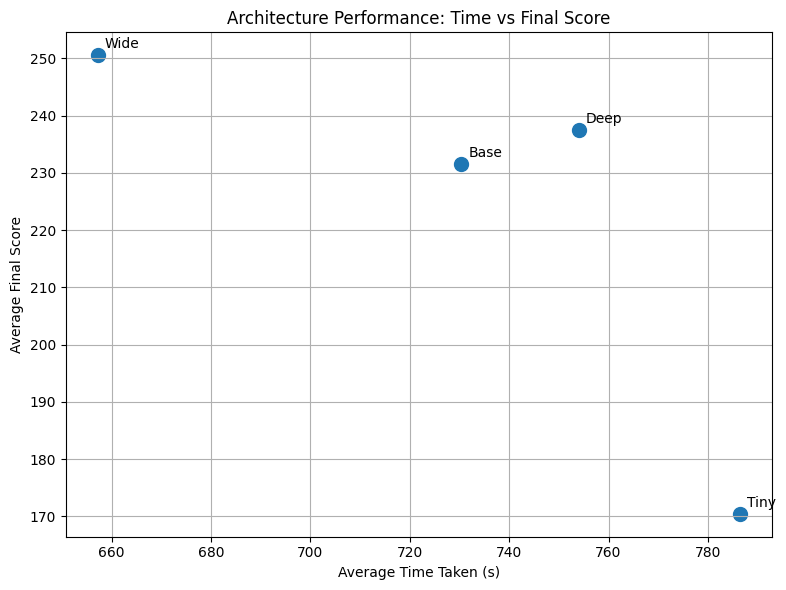 Architecture Performance: Time vs Final Score
Wide
Deep
Base
Tiny
250
240
230
220
210
200
190
180
170
Average Final Score
660
680
700
720
740
760
780
Average Time Taken (s)